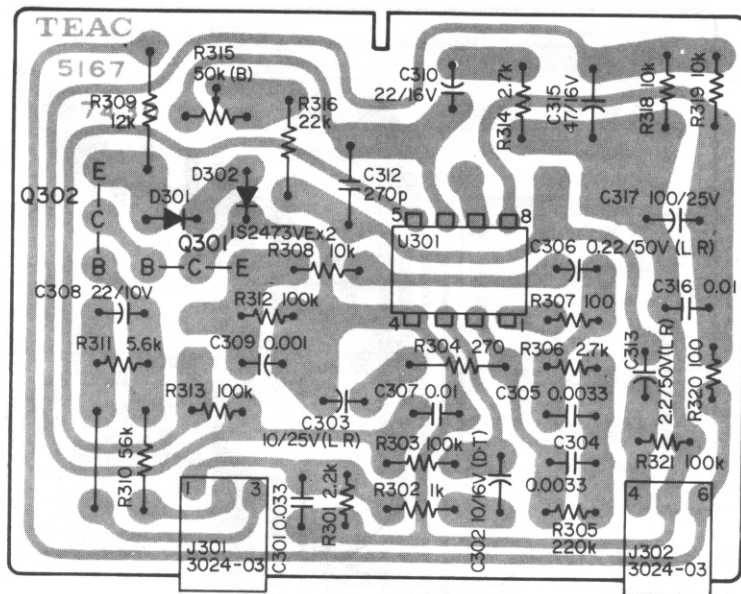 TEAC
5167
R315
50k (B)
R309
12k
R316
22k
C310
22/16V
R314 2.7k
C315
47/16V
R318 10k
R319 10k
D302
C312
270p
E
Q302
D301
C
Q301
1S2473VEx2
5
8
C317 100/25V
U301
B
B
C
E
R308 10k
C306 0.22/50V (LR)
C308 22/10V
C316 0.01
R312 100k
R307 100
4
1
R311 5.6k
C309 0.001
R304 270
R306 2.7k
C313
2.2/50V(LR)
R320 100
R313 100k
C303
10/25V(LR)
C307 0.01
C305 0.0033
R310 56k
R303 100k
C304
0.0033
R321 100k
1
3
C301 0.033
R301 2.2k
R302 1k
C302 10/16V (D·T)
R305
220k
4
6
J301
3024-03
J302
3024-03